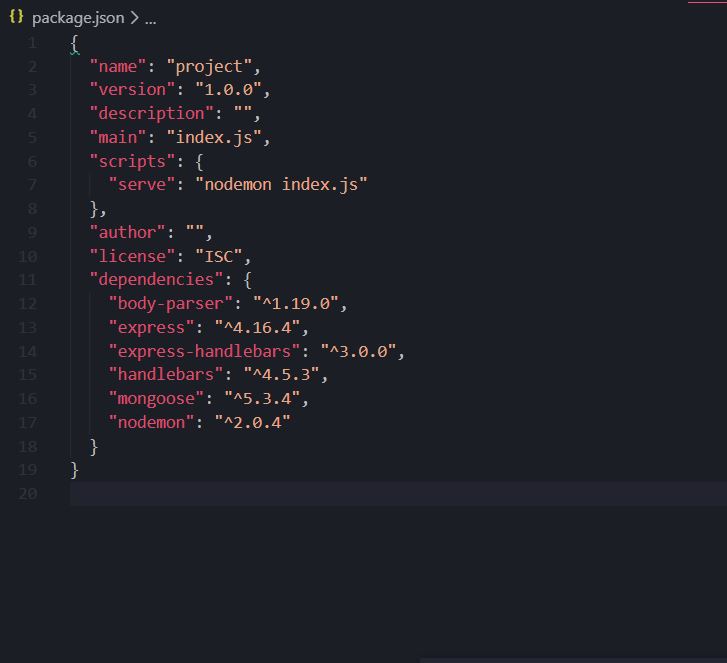 {} package.json > ...
1 {
2   "name": "project",
3   "version": "1.0.0",
4   "description": "",
5   "main": "index.js",
6   "scripts": {
7     "serve": "nodemon index.js"
8   },
9   "author": "",
10   "license": "ISC",
11   "dependencies": {
12     "body-parser": "^1.19.0",
13     "express": "^4.16.4",
14     "express-handlebars": "^3.0.0",
15     "handlebars": "^4.5.3",
16     "mongoose": "^5.3.4",
17     "nodemon": "^2.0.4"
18   }
19 }
20